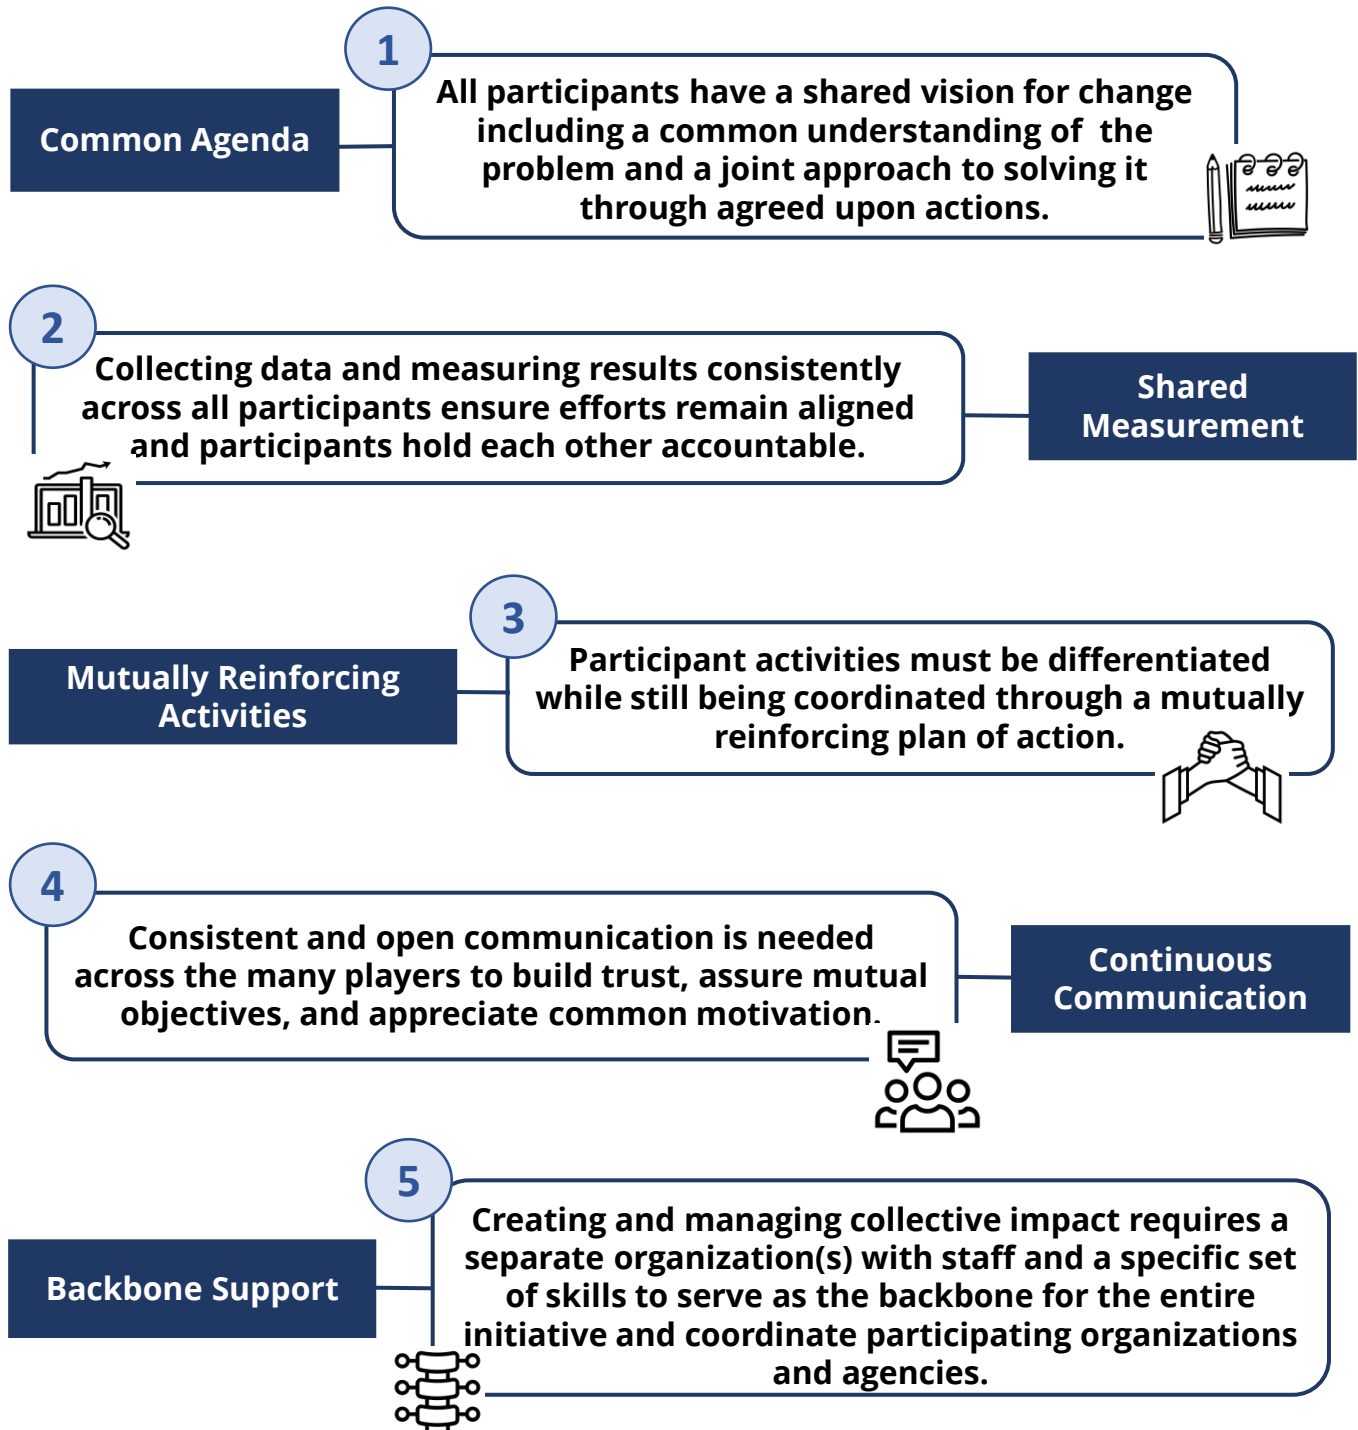 1
Common Agenda
All participants have a shared vision for change
including a common understanding of the
problem and a joint approach to solving it
through agreed upon actions.
2
Collecting data and measuring results consistently
across all participants ensure efforts remain aligned
and participants hold each other accountable.
Shared
Measurement
3
Mutually Reinforcing
Activities
Participant activities must be differentiated
while still being coordinated through a mutually
reinforcing plan of action.
4
Consistent and open communication is needed
across the many players to build trust, assure mutual
objectives, and appreciate common motivation.
Continuous
Communication
5
Backbone Support
Creating and managing collective impact requires a
separate organization(s) with staff and a specific set
of skills to serve as the backbone for the entire
initiative and coordinate participating organizations
and agencies.